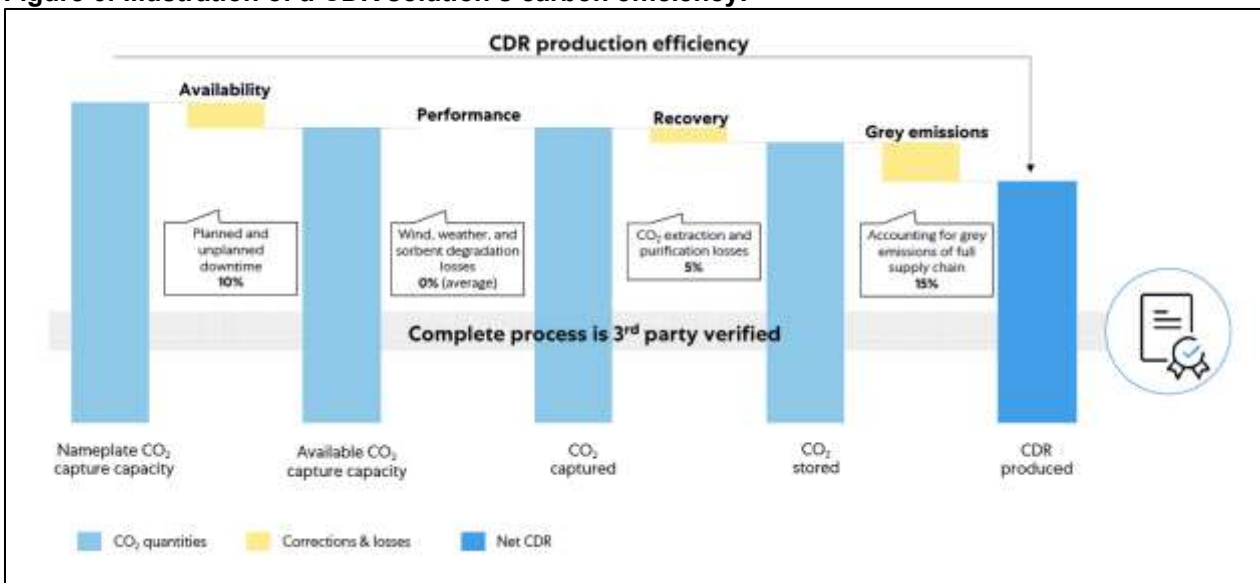 CDR production efficiency
Availability
Performance
Recovery
Grey emissions
Planned and
unplanned
downtime
10%
Wind, weather, and
sorbent degradation
losses
0% (average)
CO₂ extraction and
purification losses
5%
Accounting for grey
emissions of full
supply chain
15%
Complete process is 3rd party verified
Nameplate CO₂
capture capacity
Available CO₂
capture capacity
CO₂
captured
CO₂
stored
CDR
produced
CO₂ quantities
Corrections & losses
Net CDR